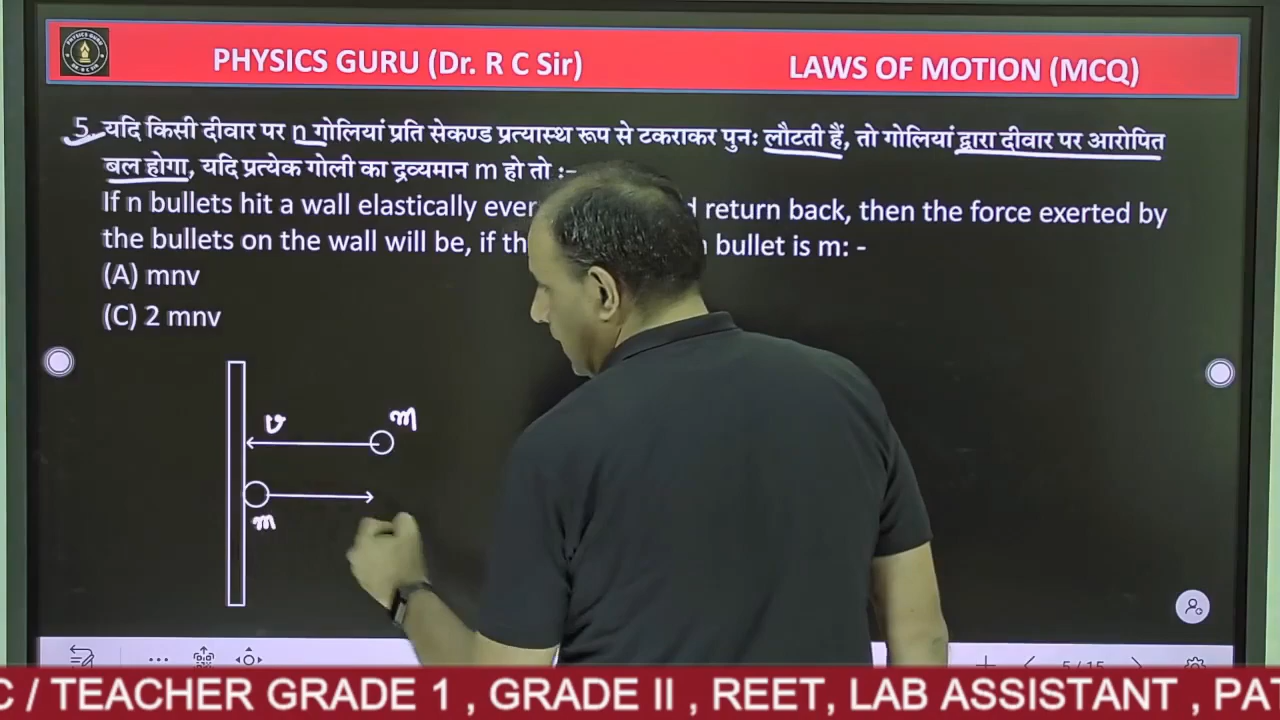 PHYSICS GURU (Dr. R C Sir)
LAWS OF MOTION (MCQ)
5. यदि किसी दीवार पर n गोलियां प्रति सेकण्ड प्रत्यास्थ रूप से टकराकर पुनः लौटती हैं, तो गोलियां द्वारा दीवार पर आरोपित
बल होगा, यदि प्रत्येक गोली का द्रव्यमान m हो तो :-
If n bullets hit a wall elastically return back, then the force exerted by
the bullets on the wall will be, if bullet is m: -
(A) mnv
(C) 2 mnv
v
m
m
5/15
/ TEACHER GRADE 1 , GRADE II , REET, LAB ASSISTANT ,